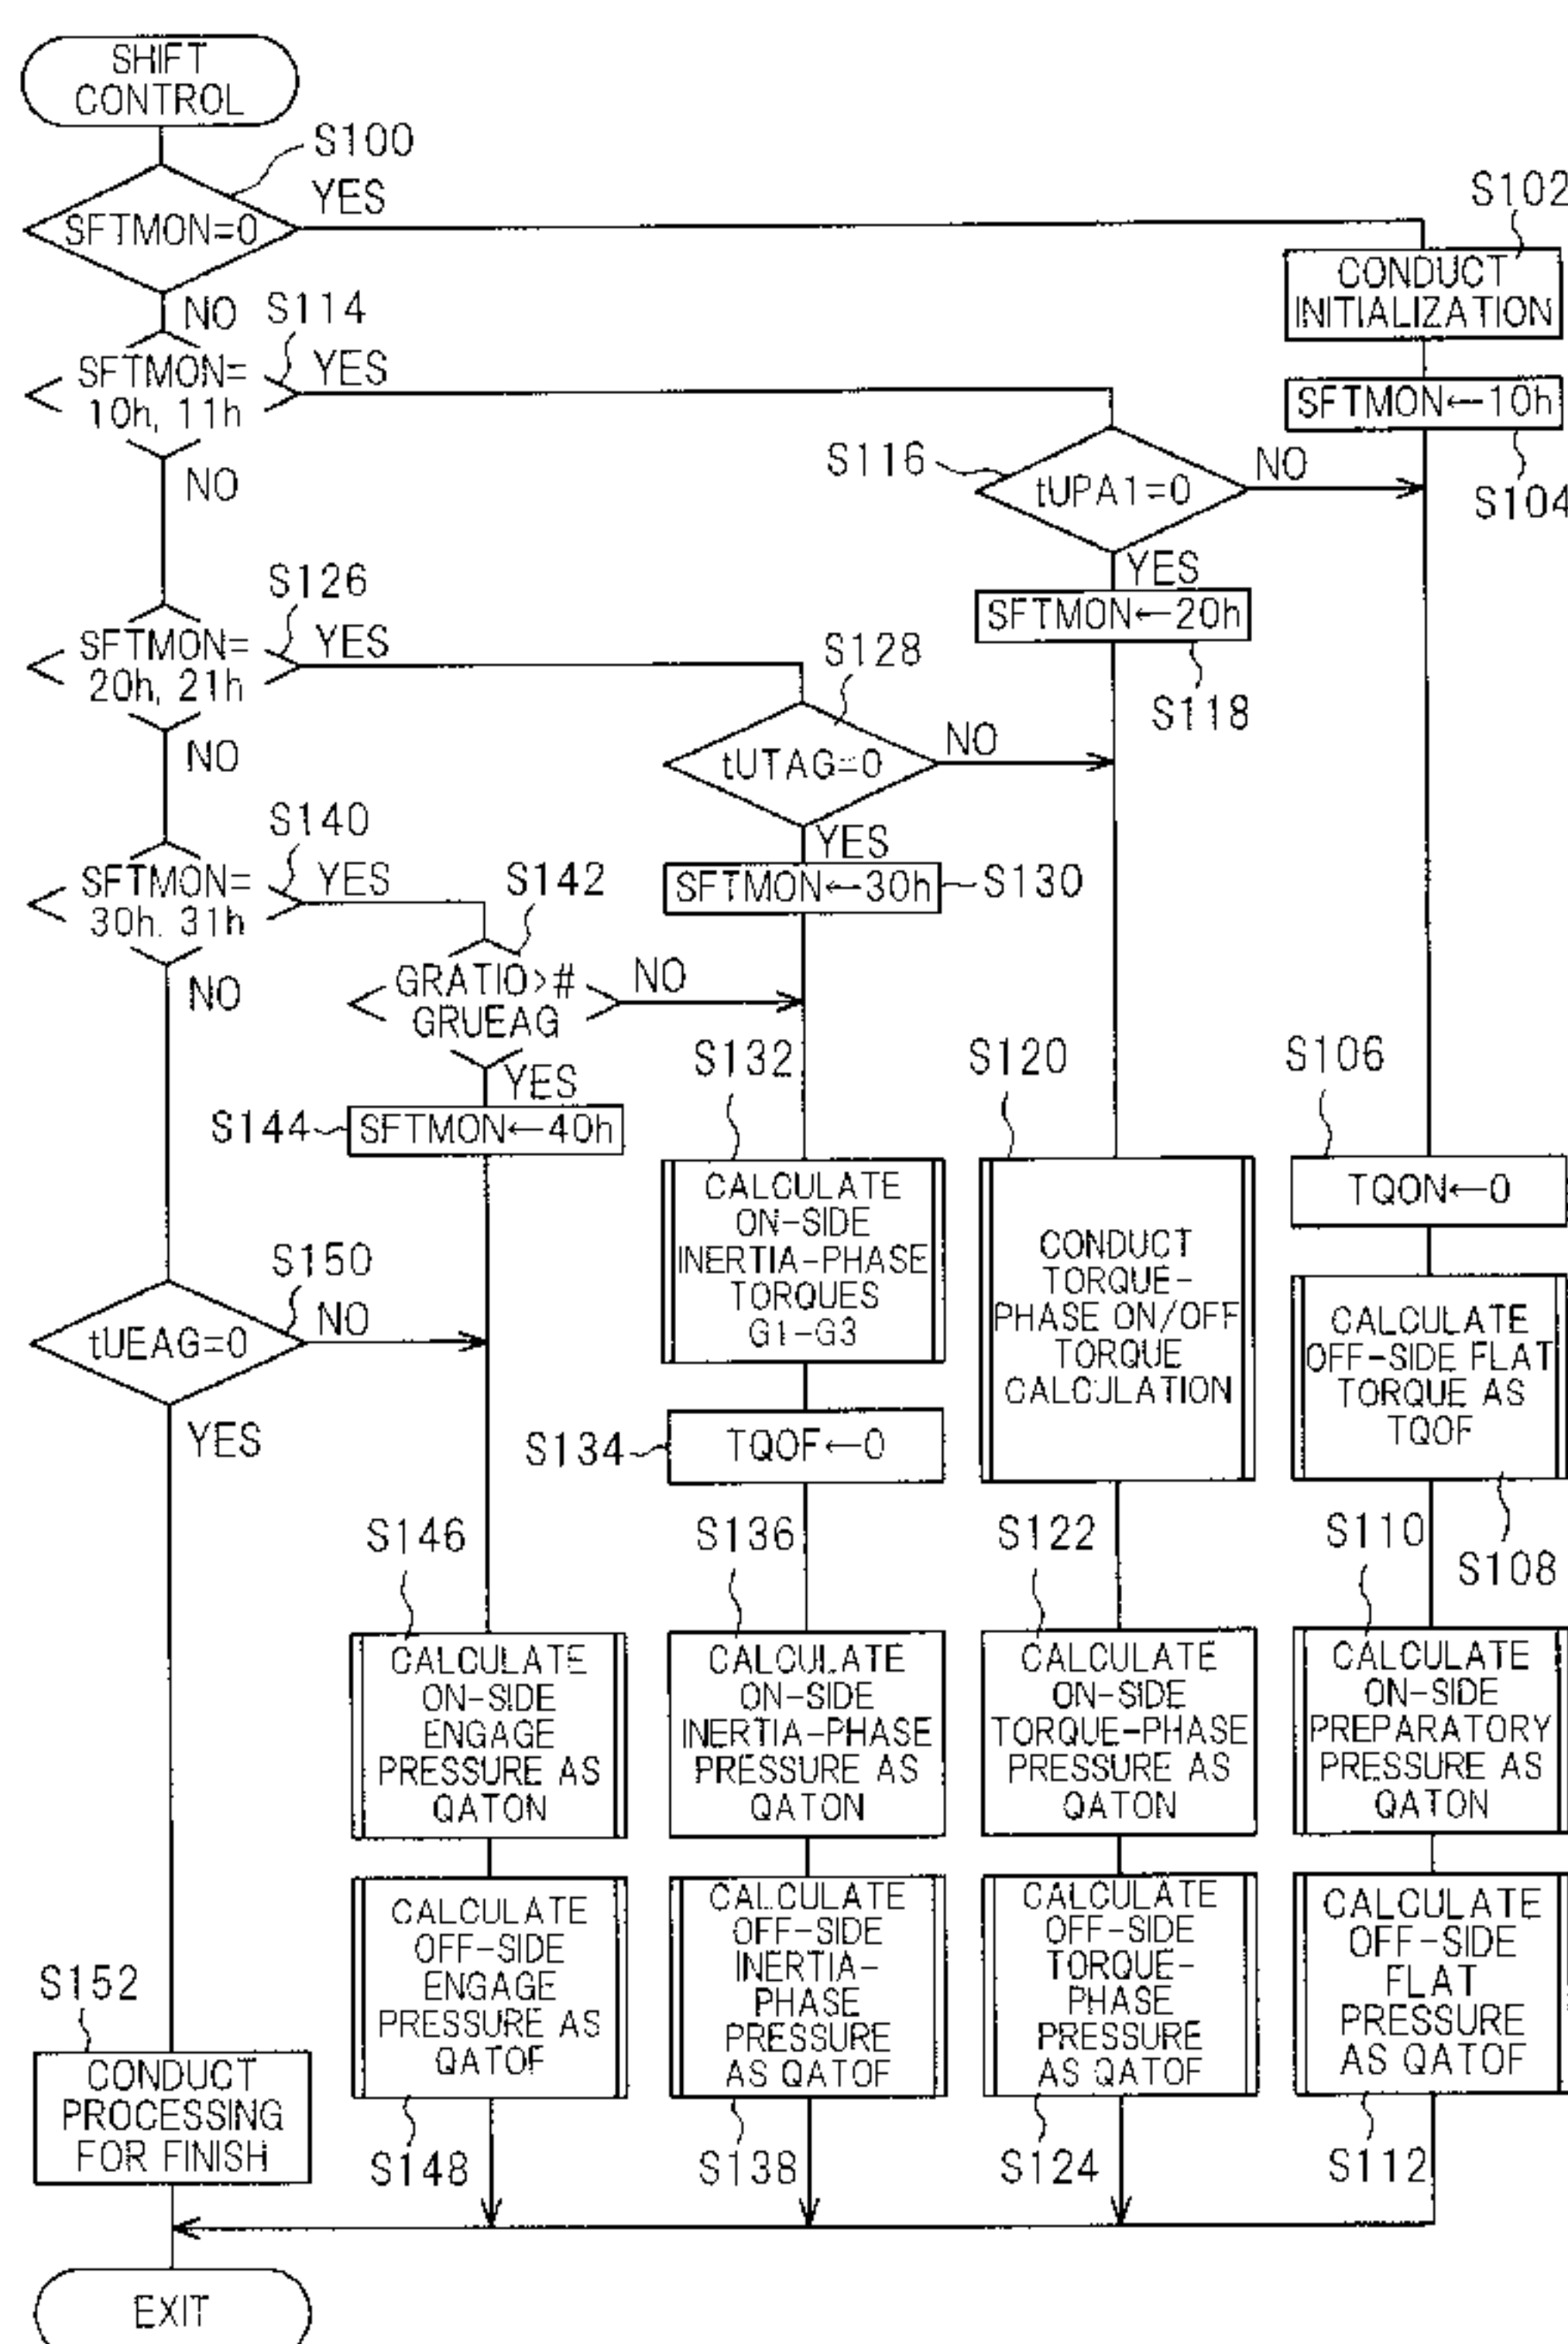 SHIFT
CONTROL
S100
SFTMON=0
YES
NO
S102
CONDUCT
INITIALIZATION
SFTMON←10h
S104
S114
SFTMON=
10h, 11h
YES
NO
S116
tUPA1=0
NO
YES
SFTMON←20h
S118
S126
SFTMON=
20h, 21h
YES
NO
S128
tUTAG=0
NO
YES
SFTMON←30h
S130
S140
SFTMON=
30h, 31h
YES
NO
S142
GRATIO>#
GRUEAG
NO
YES
S144
SFTMON←40h
S150
tUEAG=0
NO
YES
S132
CALCULATE
ON-SIDE
INERTIA-PHASE
TORQUES
G1-G3
S134
TQOF←0
S120
CONDUCT
TORQUE-
PHASE ON/OFF
TORQUE
CALCULATION
S106
TQON←0
CALCULATE
OFF-SIDE FLAT
TORQUE AS
TQOF
S108
S146
CALCULATE
ON-SIDE
ENGAGE
PRESSURE AS
QATON
S136
CALCULATE
ON-SIDE
INERTIA-PHASE
PRESSURE AS
QATON
S122
CALCULATE
ON-SIDE
TORQUE-PHASE
PRESSURE AS
QATON
S110
CALCULATE
ON-SIDE
PREPARATORY
PRESSURE AS
QATON
CALCULATE
OFF-SIDE
ENGAGE
PRESSURE AS
QATOF
S148
CALCULATE
OFF-SIDE
INERTIA-
PHASE
PRESSURE
AS QATOF
S138
CALCULATE
OFF-SIDE
TORQUE-
PHASE
PRESSURE
AS QATOF
S124
CALCULATE
OFF-SIDE
FLAT
PRESSURE
AS QATOF
S112
S152
CONDUCT
PROCESSING
FOR FINISH
EXIT